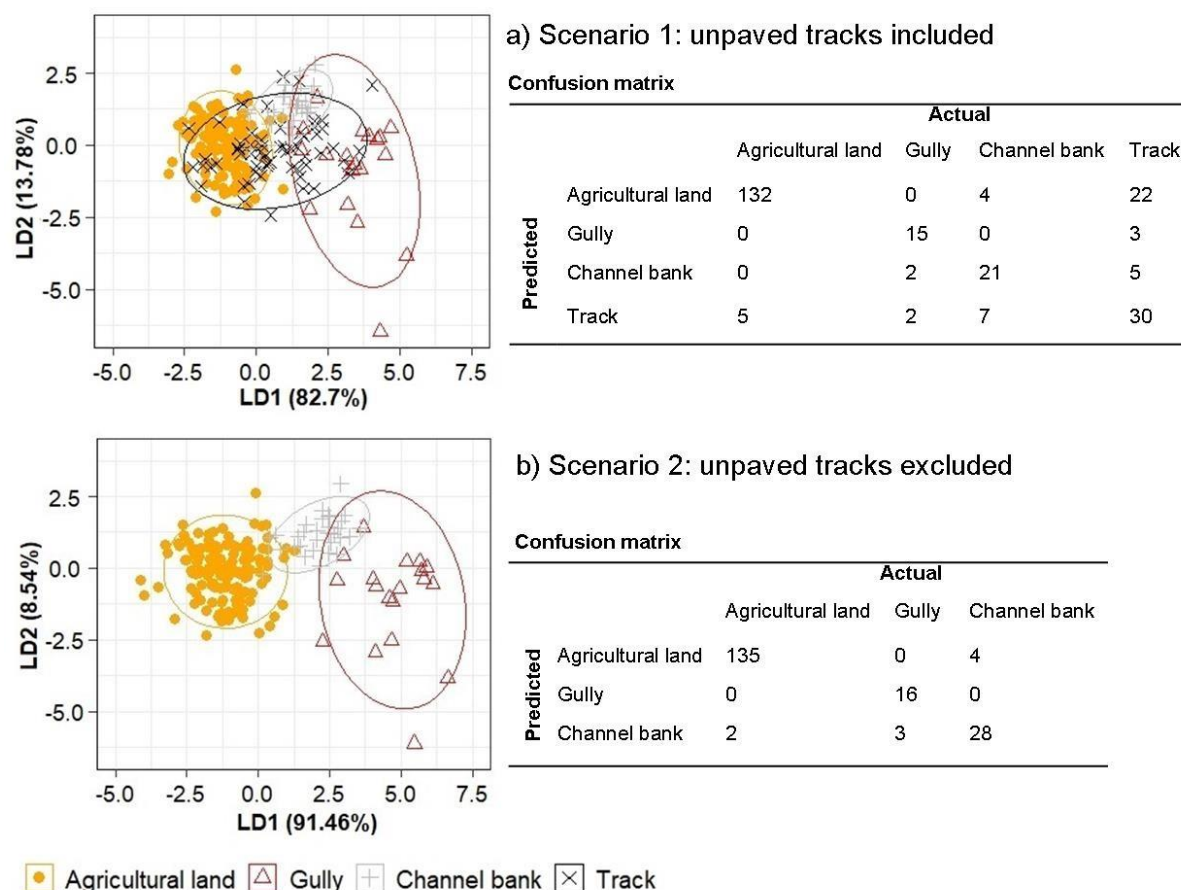 a) Scenario 1: unpaved tracks included
Confusion matrix
Actual
Agricultural land Gully Channel bank Track
Predicted
Agricultural land 132 0 4 22
Gully 0 15 0 3
Channel bank 0 2 21 5
Track 5 2 7 30
LD2 (13.78%)
2.5
0.0
-2.5
-5.0
-5.0 -2.5 0.0 2.5 5.0 7.5
LD1 (82.7%)
b) Scenario 2: unpaved tracks excluded
Confusion matrix
Actual
Agricultural land Gully Channel bank
Predicted
Agricultural land 135 0 4
Gully 0 16 0
Channel bank 2 3 28
LD2 (8.54%)
2.5
0.0
-2.5
-5.0
-5.0 -2.5 0.0 2.5 5.0 7.5
LD1 (91.46%)
Agricultural land Gully Channel bank Track